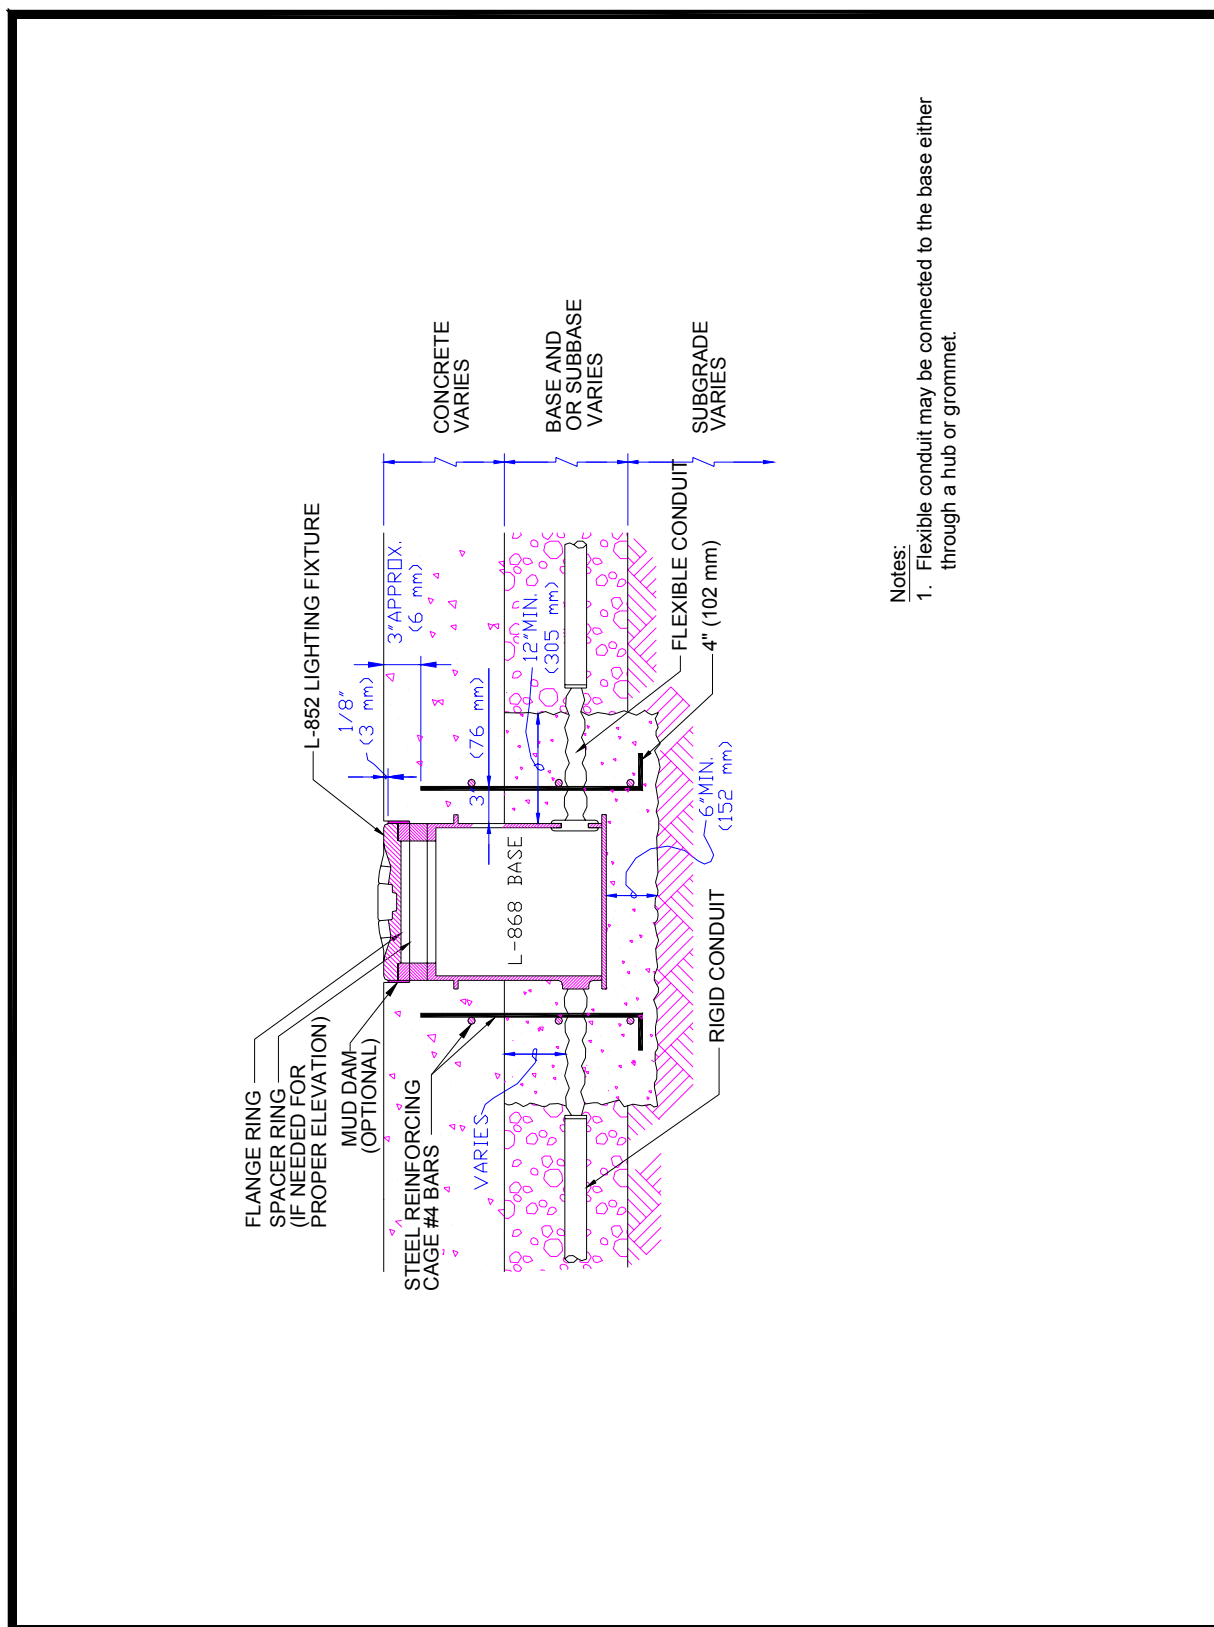 FLANGE RING
SPACER RING
(IF NEEDED FOR
PROPER ELEVATION)
MUD DAM
(OPTIONAL)
STEEL REINFORCING
CAGE #4 BARS
VARIES
L-852 LIGHTING FIXTURE
1/8"
(3 mm)
3" APPROX.
(6 mm)
3"
(76 mm)
12" MIN.
(305 mm)
L-868 BASE
6" MIN.
(152 mm)
RIGID CONDUIT
FLEXIBLE CONDUIT
4" (102 mm)
CONCRETE
VARIES
BASE AND
OR SUBBASE
VARIES
SUBGRADE
VARIES
Notes:
1. Flexible conduit may be connected to the base either
through a hub or grommet.